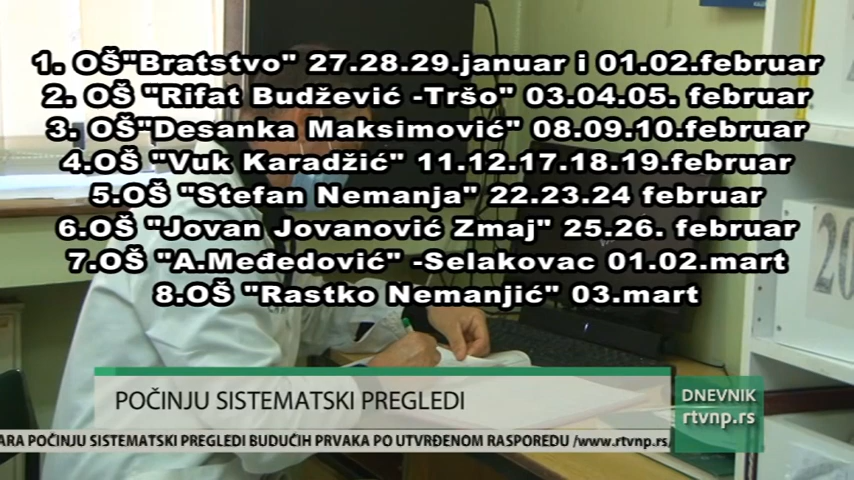 1. OŠ"Bratstvo" 27.28.29.januar i 01.02.februar
2. OŠ "Rifat Budžević -Tršo" 03.04.05. februar
3. OŠ"Desanka Maksimović" 08.09.10.februar
4.OŠ "Vuk Karadžić" 11.12.17.18.19.februar
5.OŠ "Stefan Nemanja" 22.23.24 februar
6.OŠ "Jovan Jovanović Zmaj" 25.26. februar
7.OŠ "A.Međedović" -Selakovac 01.02.mart
8.OŠ "Rastko Nemanjić" 03.mart
20
POČINJU SISTEMATSKI PREGLEDI
DNEVNIK
rtvnp.rs
ARA POČINJU SISTEMATSKI PREGLEDI BUDUĆIH PRVAKA PO UTVRĐENOM RASPOREDU /www.rtvnp.rs/